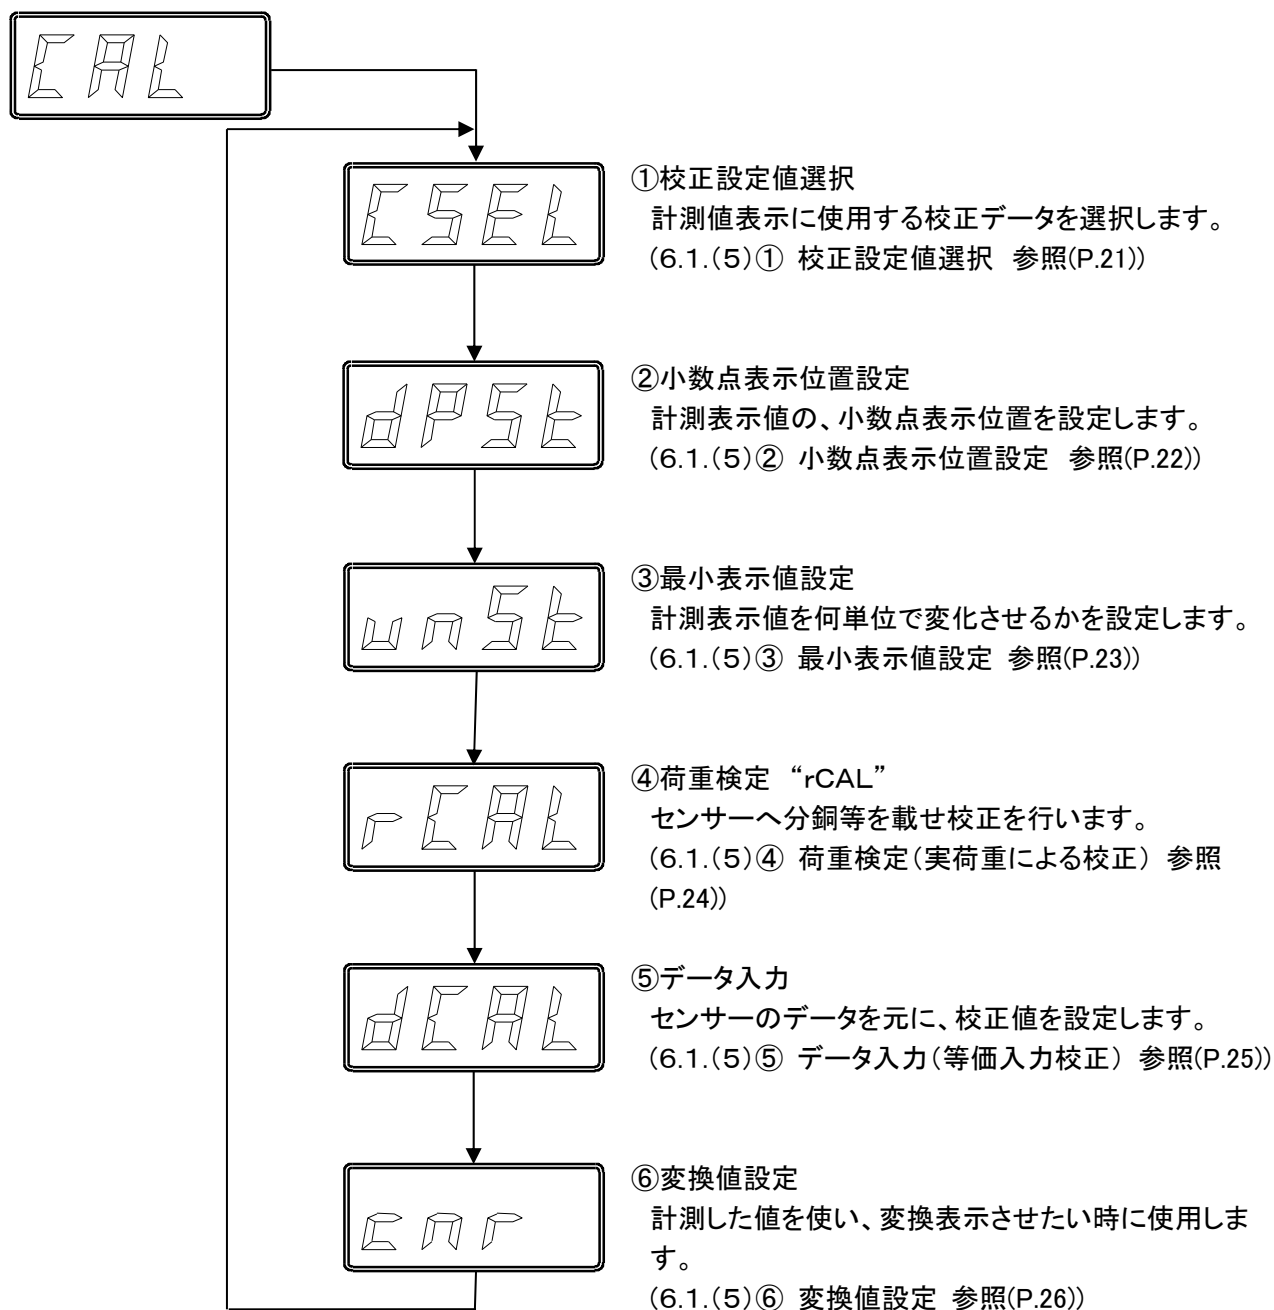 CAL
CSEL
①校正設定値選択
計測値表示に使用する校正データを選択します。
(6.1.(5)① 校正設定値選択 参照(P.21))
dPSt
②小数点表示位置設定
計測表示値の、小数点表示位置を設定します。
(6.1.(5)② 小数点表示位置設定 参照(P.22))
unSt
③最小表示値設定
計測表示値を何単位で変化させるかを設定します。
(6.1.(5)③ 最小表示値設定 参照(P.23))
rCAL
④荷重検定 “rCAL”
センサーへ分銅等を載せ校正を行います。
(6.1.(5)④ 荷重検定(実荷重による校正) 参照
(P.24))
dCAL
⑤データ入力
センサーのデータを元に、校正値を設定します。
(6.1.(5)⑤ データ入力(等価入力校正) 参照(P.25))
cnr
⑥変換値設定
計測した値を使い、変換表示させたい時に使用しま
す。
(6.1.(5)⑥ 変換値設定 参照(P.26))